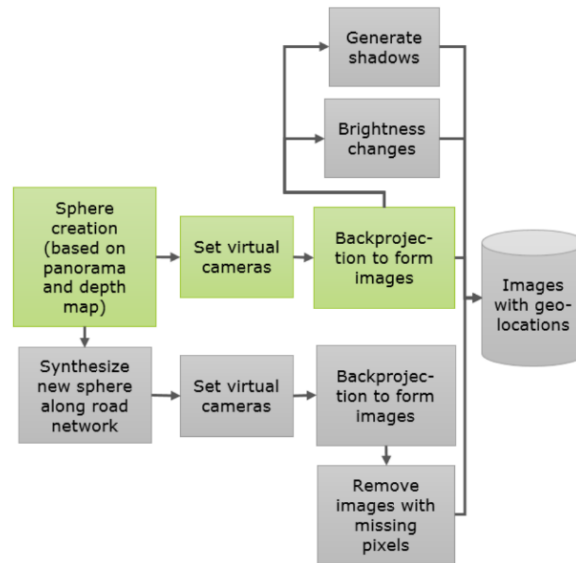 Generate
shadows
Brightness
changes
Sphere
creation
(based on
panorama
and depth
map)
Set virtual
cameras
Backprojec-
tion to form
images
Images
with geo-
locations
Synthesize
new sphere
along road
network
Set virtual
cameras
Backprojec-
tion to form
images
Remove
images with
missing
pixels